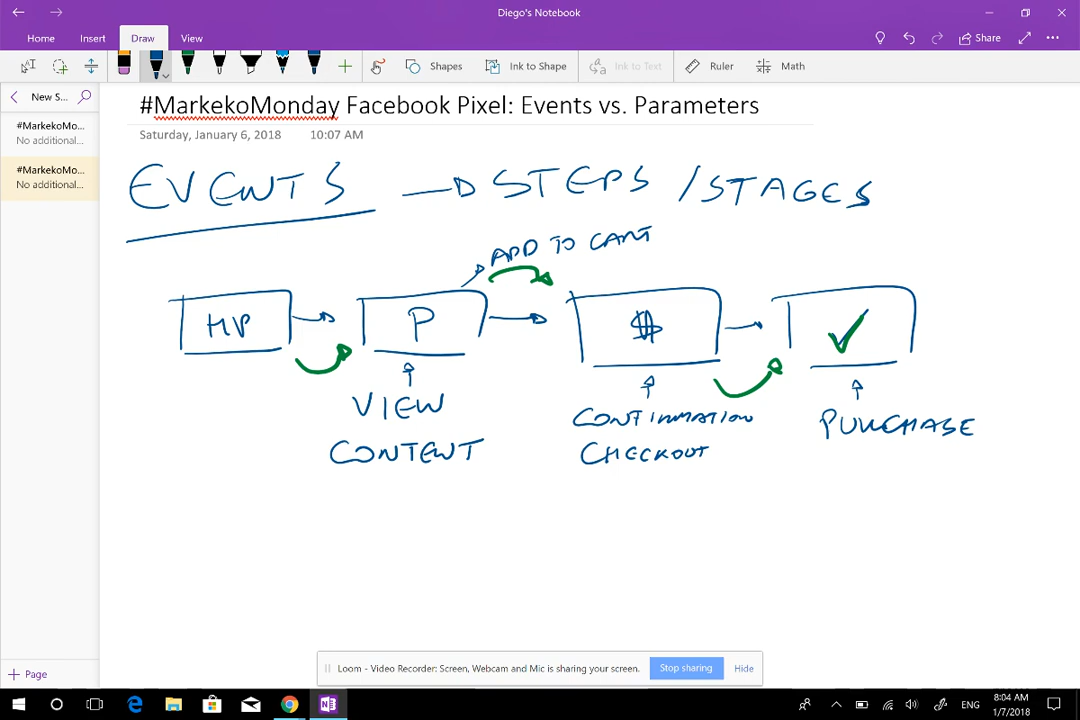 Diego's Notebook
Home Insert Draw View
Share
Shapes Ink to Shape Ink to Text Ruler Math
New S...
#MarkekoMo...
No additional...
#MarkekoMo...
No additional...
#MarkekoMonday Facebook Pixel: Events vs. Parameters
Saturday, January 6, 2018 10:07 AM
EVENTS → STEPS / STAGES
ADD TO CART
HP P $ ✓
VIEW
CONTENT
CONFIRMATION
CHECKOUT
PURCHASE
Loom - Video Recorder: Screen, Webcam and Mic is sharing your screen. Stop sharing Hide
+ Page
ENG
8:04 AM
1/7/2018